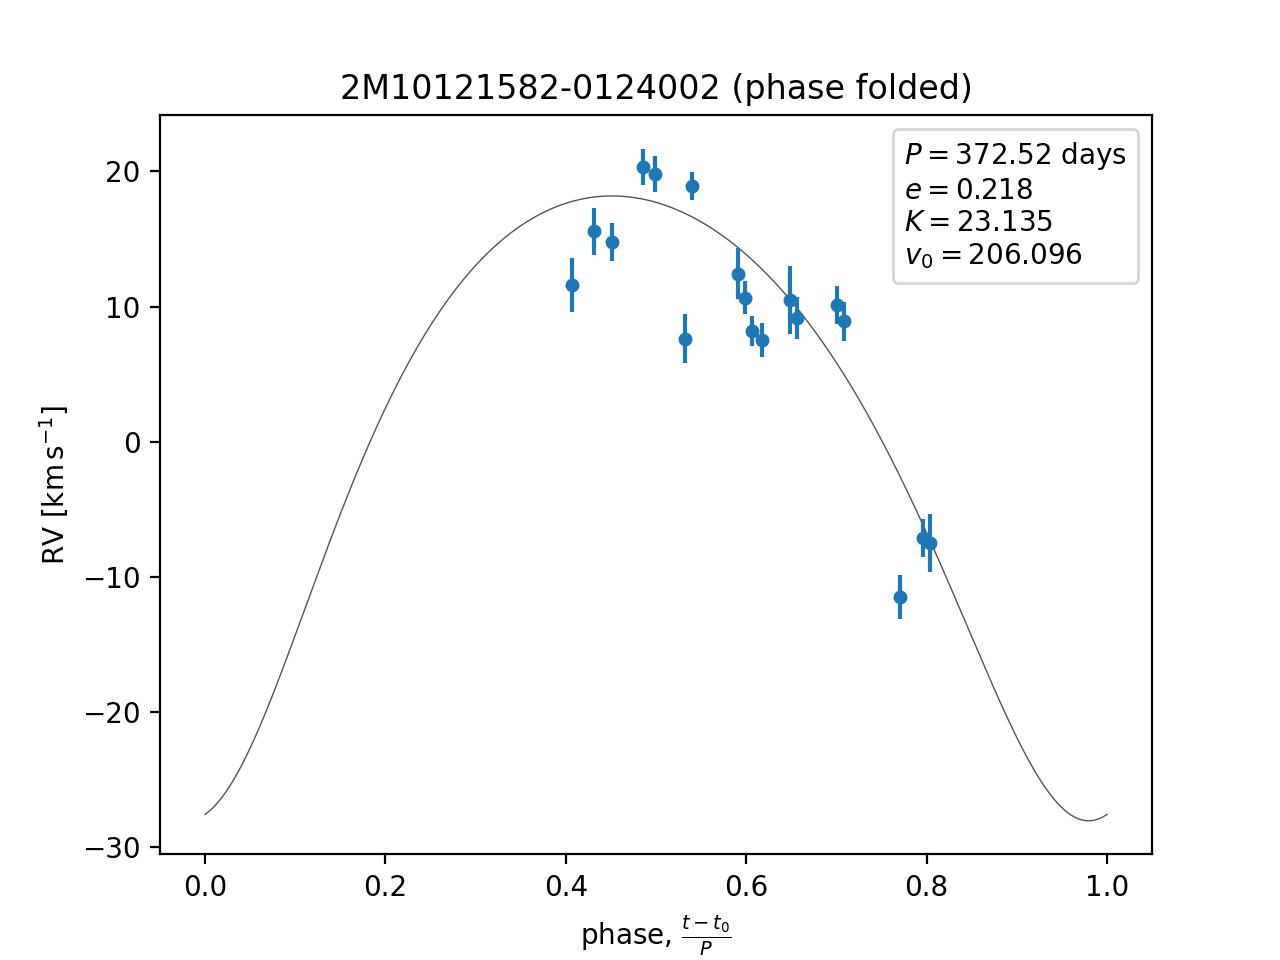 2M10121582-0124002 (phase folded)
P = 372.52 days
e = 0.218
K = 23.135
v₀ = 206.096
RV [km s⁻¹]
20
10
0
−10
−20
−30
0.0 0.2 0.4 0.6 0.8 1.0
phase, (t − t₀)/P